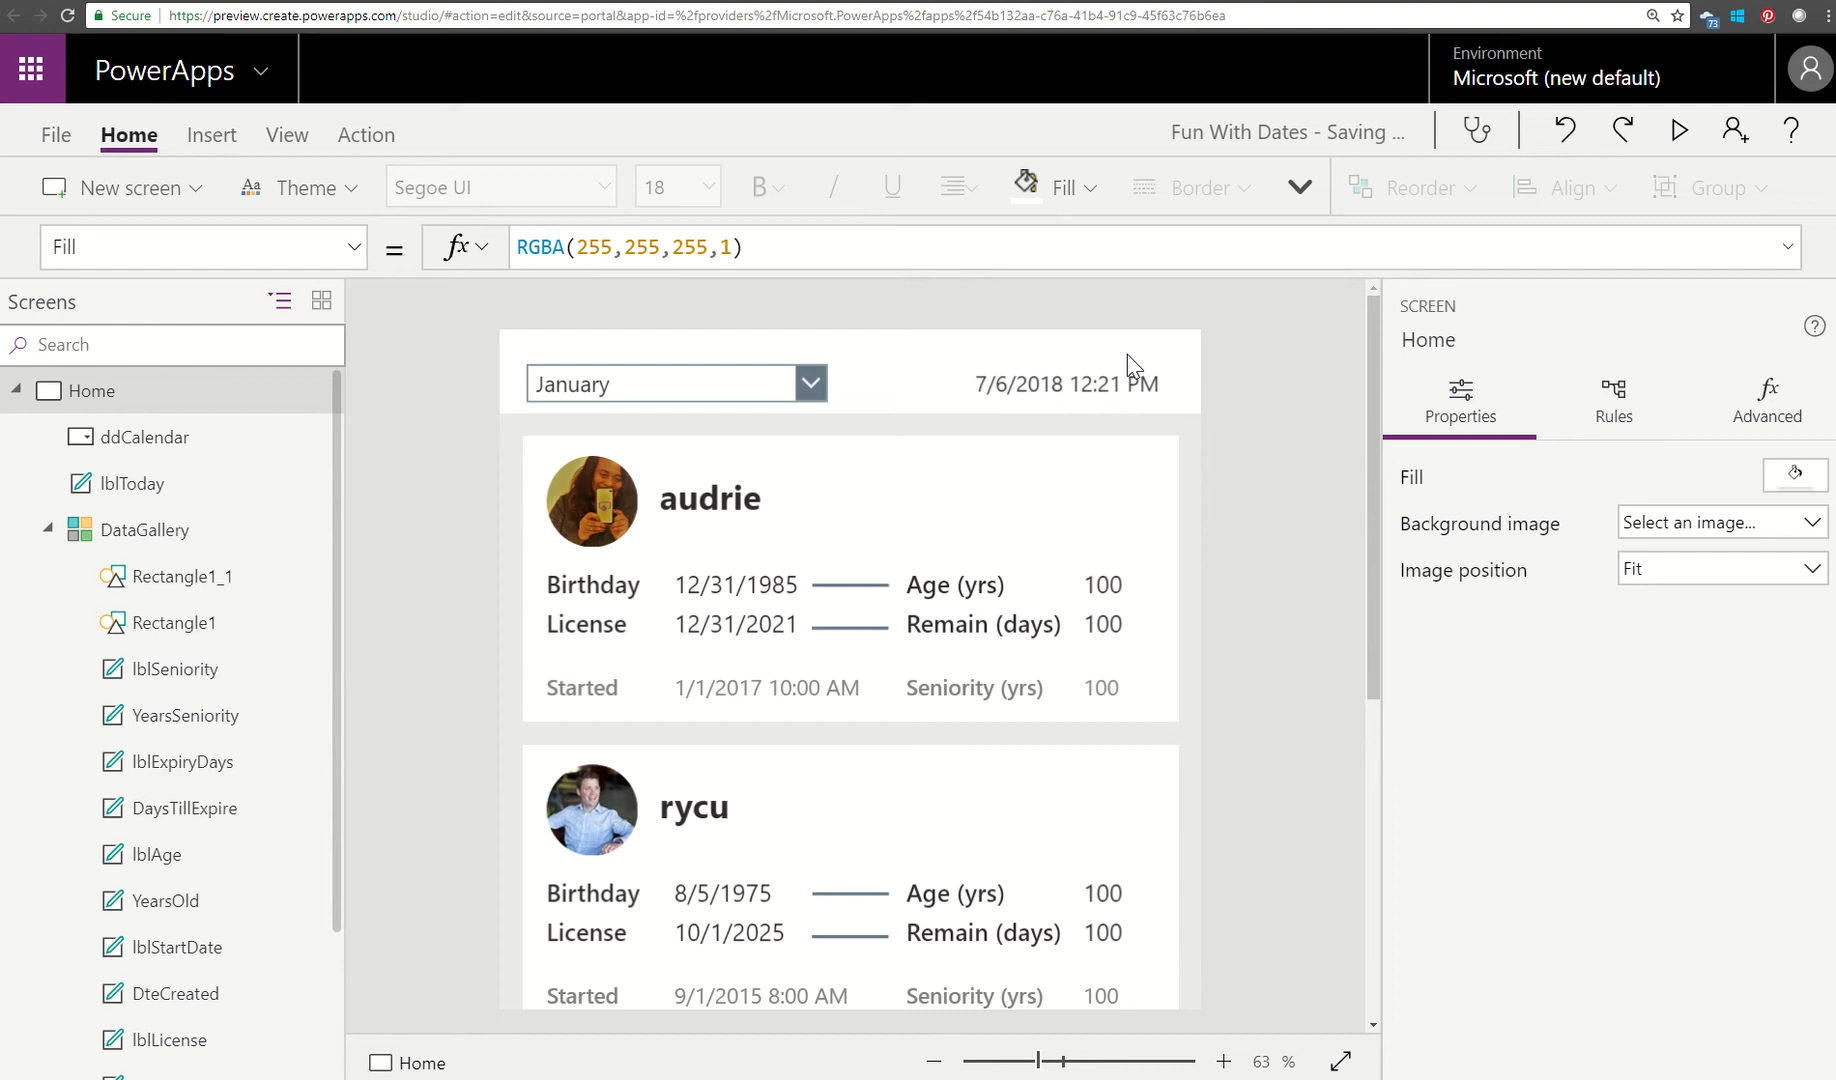 Secure https://preview.create.powerapps.com/studio/#action=edit&source=portal&app-id=%2fproviders%2fMicrosoft.PowerApps%2fapps%2f54b132aa-c76a-41b4-91c9-45f63c76b6ea
73
PowerApps
Environment
Microsoft (new default)
File Home Insert View Action
Fun With Dates - Saving ...
New screen Theme Segoe UI 18 B / U Fill Border Reorder Align Group
Fill = fx RGBA(255,255,255,1)
Screens
Search
Home
ddCalendar
lblToday
DataGallery
Rectangle1_1
Rectangle1
lblSeniority
YearsSeniority
lblExpiryDays
DaysTillExpire
lblAge
YearsOld
lblStartDate
DteCreated
lblLicense
January 7/6/2018 12:21 PM
audrie
Birthday 12/31/1985 Age (yrs) 100
License 12/31/2021 Remain (days) 100
Started 1/1/2017 10:00 AM Seniority (yrs) 100
rycu
Birthday 8/5/1975 Age (yrs) 100
License 10/1/2025 Remain (days) 100
Started 9/1/2015 8:00 AM Seniority (yrs) 100
Home
63 %
SCREEN
Home
Properties Rules Advanced
Fill
Background image Select an image...
Image position Fit